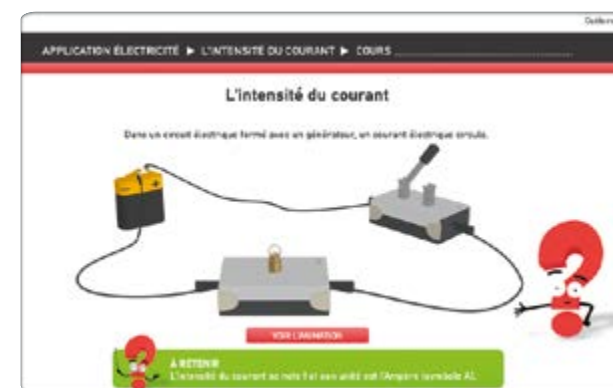 APPLICATION ÉLECTRICITÉ ▶ L'INTENSITÉ DU COURANT ▶ COURS
L'intensité du courant
Dans un circuit électrique fermé avec un générateur, un courant électrique circule.
VOIR L'ANIMATION
À RETENIR
L'intensité du courant se note I et son unité est l'Ampère (symbole A).